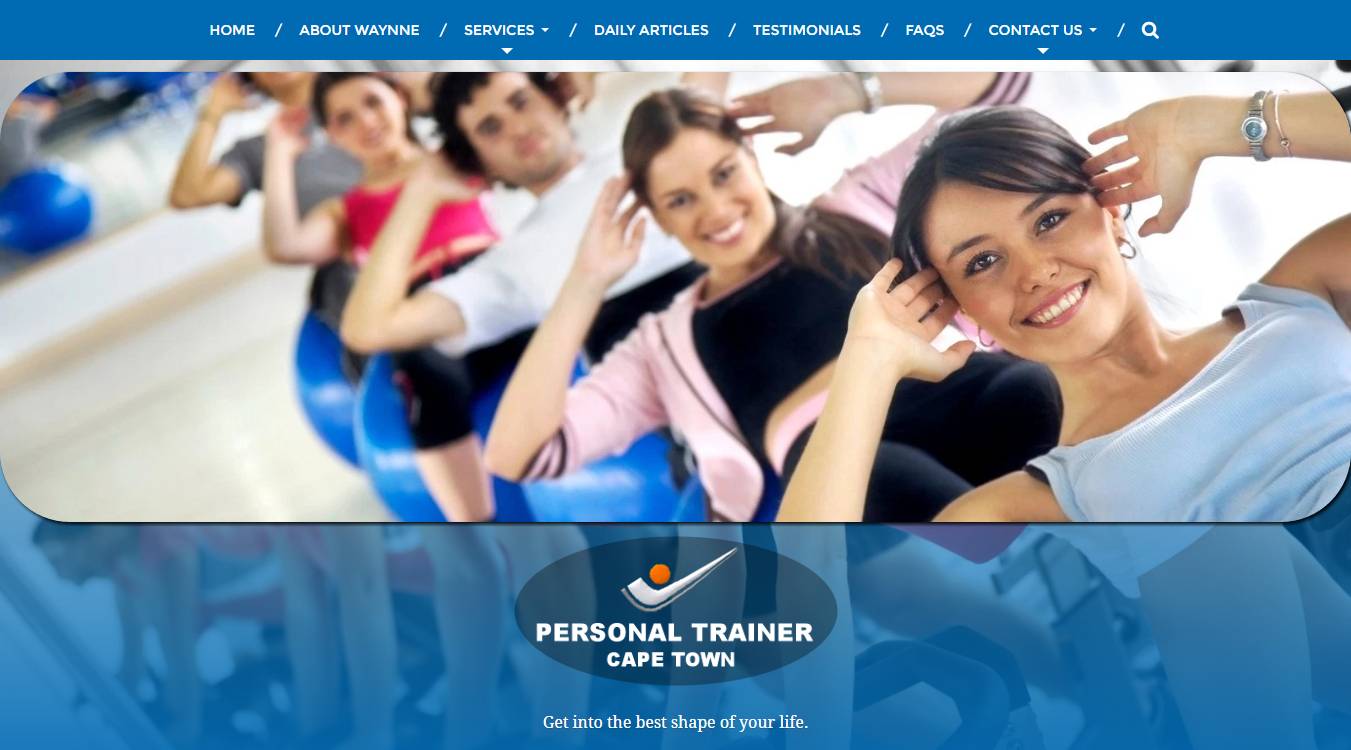 HOME / ABOUT WAYNNE / SERVICES / DAILY ARTICLES / TESTIMONIALS / FAQS / CONTACT US /
PERSONAL TRAINER
CAPE TOWN
Get into the best shape of your life.